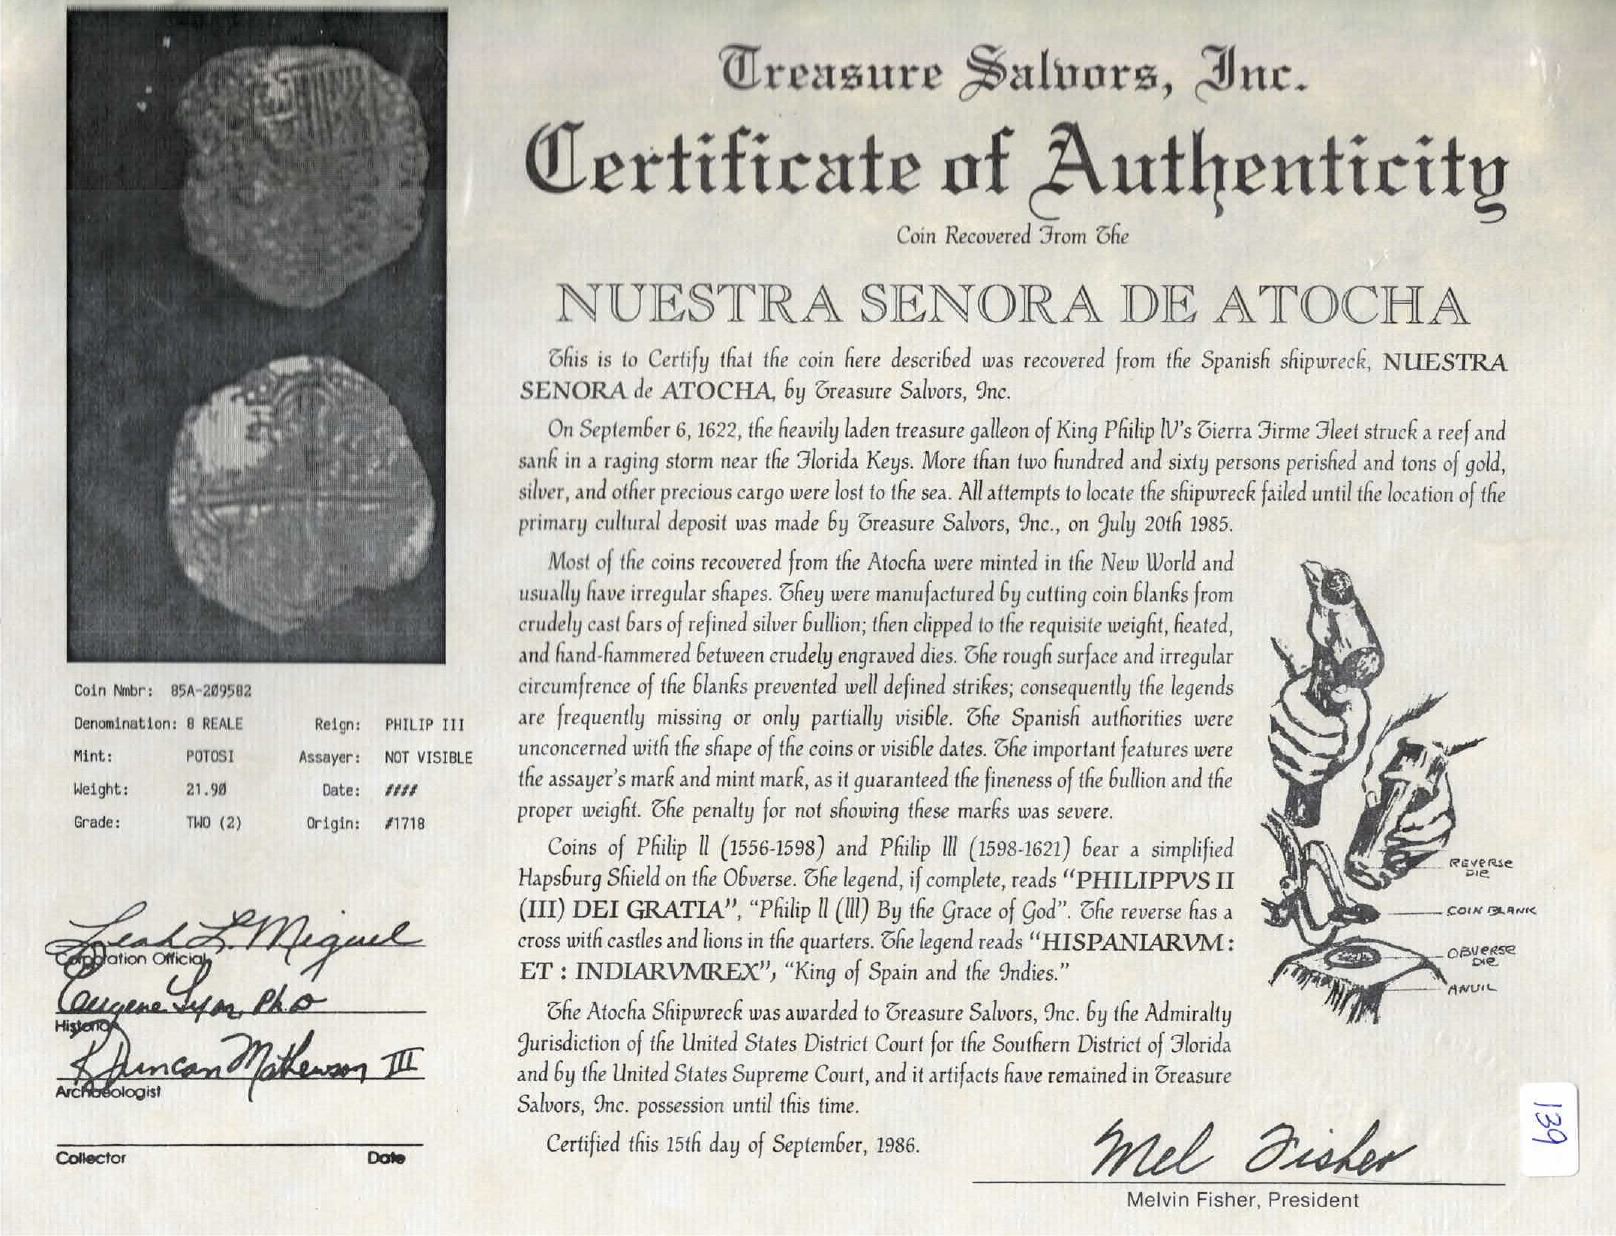 Treasure Salvors, Inc.
Certificate of Authenticity
Coin Recovered From The
NUESTRA SENORA DE ATOCHA
This is to Certify that the coin here described was recovered from the Spanish shipwreck, NUESTRA
SENORA de ATOCHA, by Treasure Salvors, Inc.
On September 6, 1622, the heavily laden treasure galleon of King Philip IV's Tierra Firme Fleet struck a reef and
sank in a raging storm near the Florida Keys. More than two hundred and sixty persons perished and tons of gold,
silver, and other precious cargo were lost to the sea. All attempts to locate the shipwreck failed until the location of the
primary cultural deposit was made by Treasure Salvors, Inc., on July 20th 1985.
Most of the coins recovered from the Atocha were minted in the New World and
usually have irregular shapes. They were manufactured by cutting coin blanks from
crudely cast bars of refined silver bullion; then clipped to the requisite weight, heated,
and hand-hammered between crudely engraved dies. The rough surface and irregular
circumfrence of the blanks prevented well defined strikes; consequently the legends
are frequently missing or only partially visible. The Spanish authorities were
unconcerned with the shape of the coins or visible dates. The important features were
the assayer's mark and mint mark, as it guaranteed the fineness of the bullion and the
proper weight. The penalty for not showing these marks was severe.
Coins of Philip II (1556-1598) and Philip III (1598-1621) bear a simplified
Hapsburg Shield on the Obverse. The legend, if complete, reads "PHILIPPVS II
(III) DEI GRATIA", "Philip II (III) By the Grace of God". The reverse has a
cross with castles and lions in the quarters. The legend reads "HISPANIARVM :
ET : INDIARVMREX", "King of Spain and the Indies."
The Atocha Shipwreck was awarded to Treasure Salvors, Inc. by the Admiralty
Jurisdiction of the United States District Court for the Southern District of Florida
and by the United States Supreme Court, and it artifacts have remained in Treasure
Salvors, Inc. possession until this time.
Certified this 15th day of September, 1986.
REVERSE
DIE
COIN BLANK
OBVERSE
DIE
ANVIL
Coin Nmbr: 85A-209582
Denomination: 8 REALE Reign: PHILIP III
Mint: POTOSI Assayer: NOT VISIBLE
Weight: 21.90 Date: ####
Grade: TWO (2) Origin: #1718
Leah L. Miguel
Corporation Official
Eugene Lyon, Ph.D
Historian
R Duncan Mathewson III
Archaeologist
Collector Date
Mel Fisher
Melvin Fisher, President
139